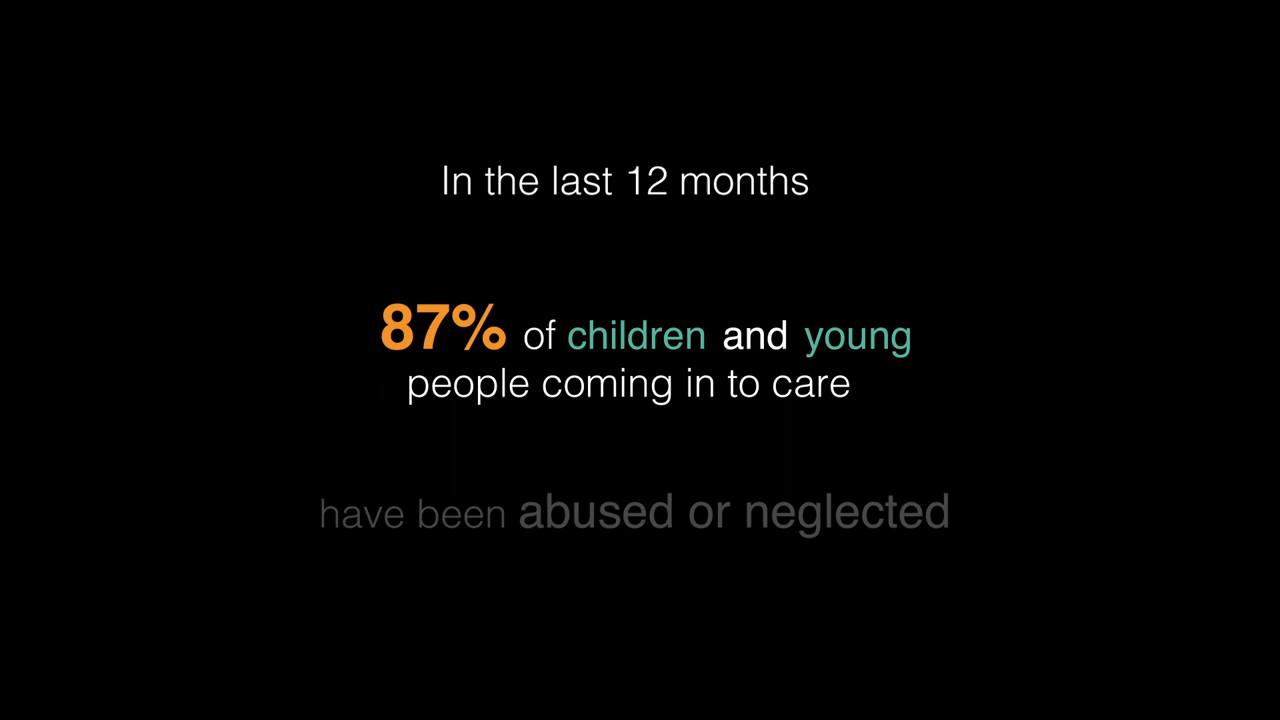 In the last 12 months
87% of children and young
people coming in to care
have been abused or neglected